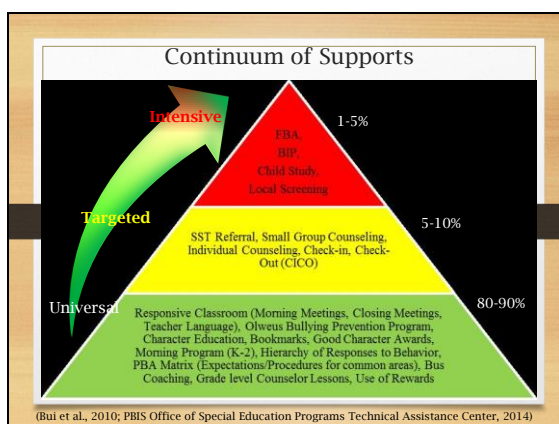 Continuum of Supports
Intensive
1-5%
FBA,
BIP,
Child Study,
Local Screening
Targeted
5-10%
SST Referral, Small Group Counseling,
Individual Counseling, Check-in, Check-
Out (CICO)
Universal
80-90%
Responsive Classroom (Morning Meetings, Closing Meetings,
Teacher Language), Olweus Bullying Prevention Program,
Character Education, Bookmarks, Good Character Awards,
Morning Program (K-2), Hierarchy of Responses to Behavior,
PBA Matrix (Expectations/Procedures for common areas), Bus
Coaching, Grade level Counselor Lessons, Use of Rewards
(Bui et al., 2010; PBIS Office of Special Education Programs Technical Assistance Center, 2014)